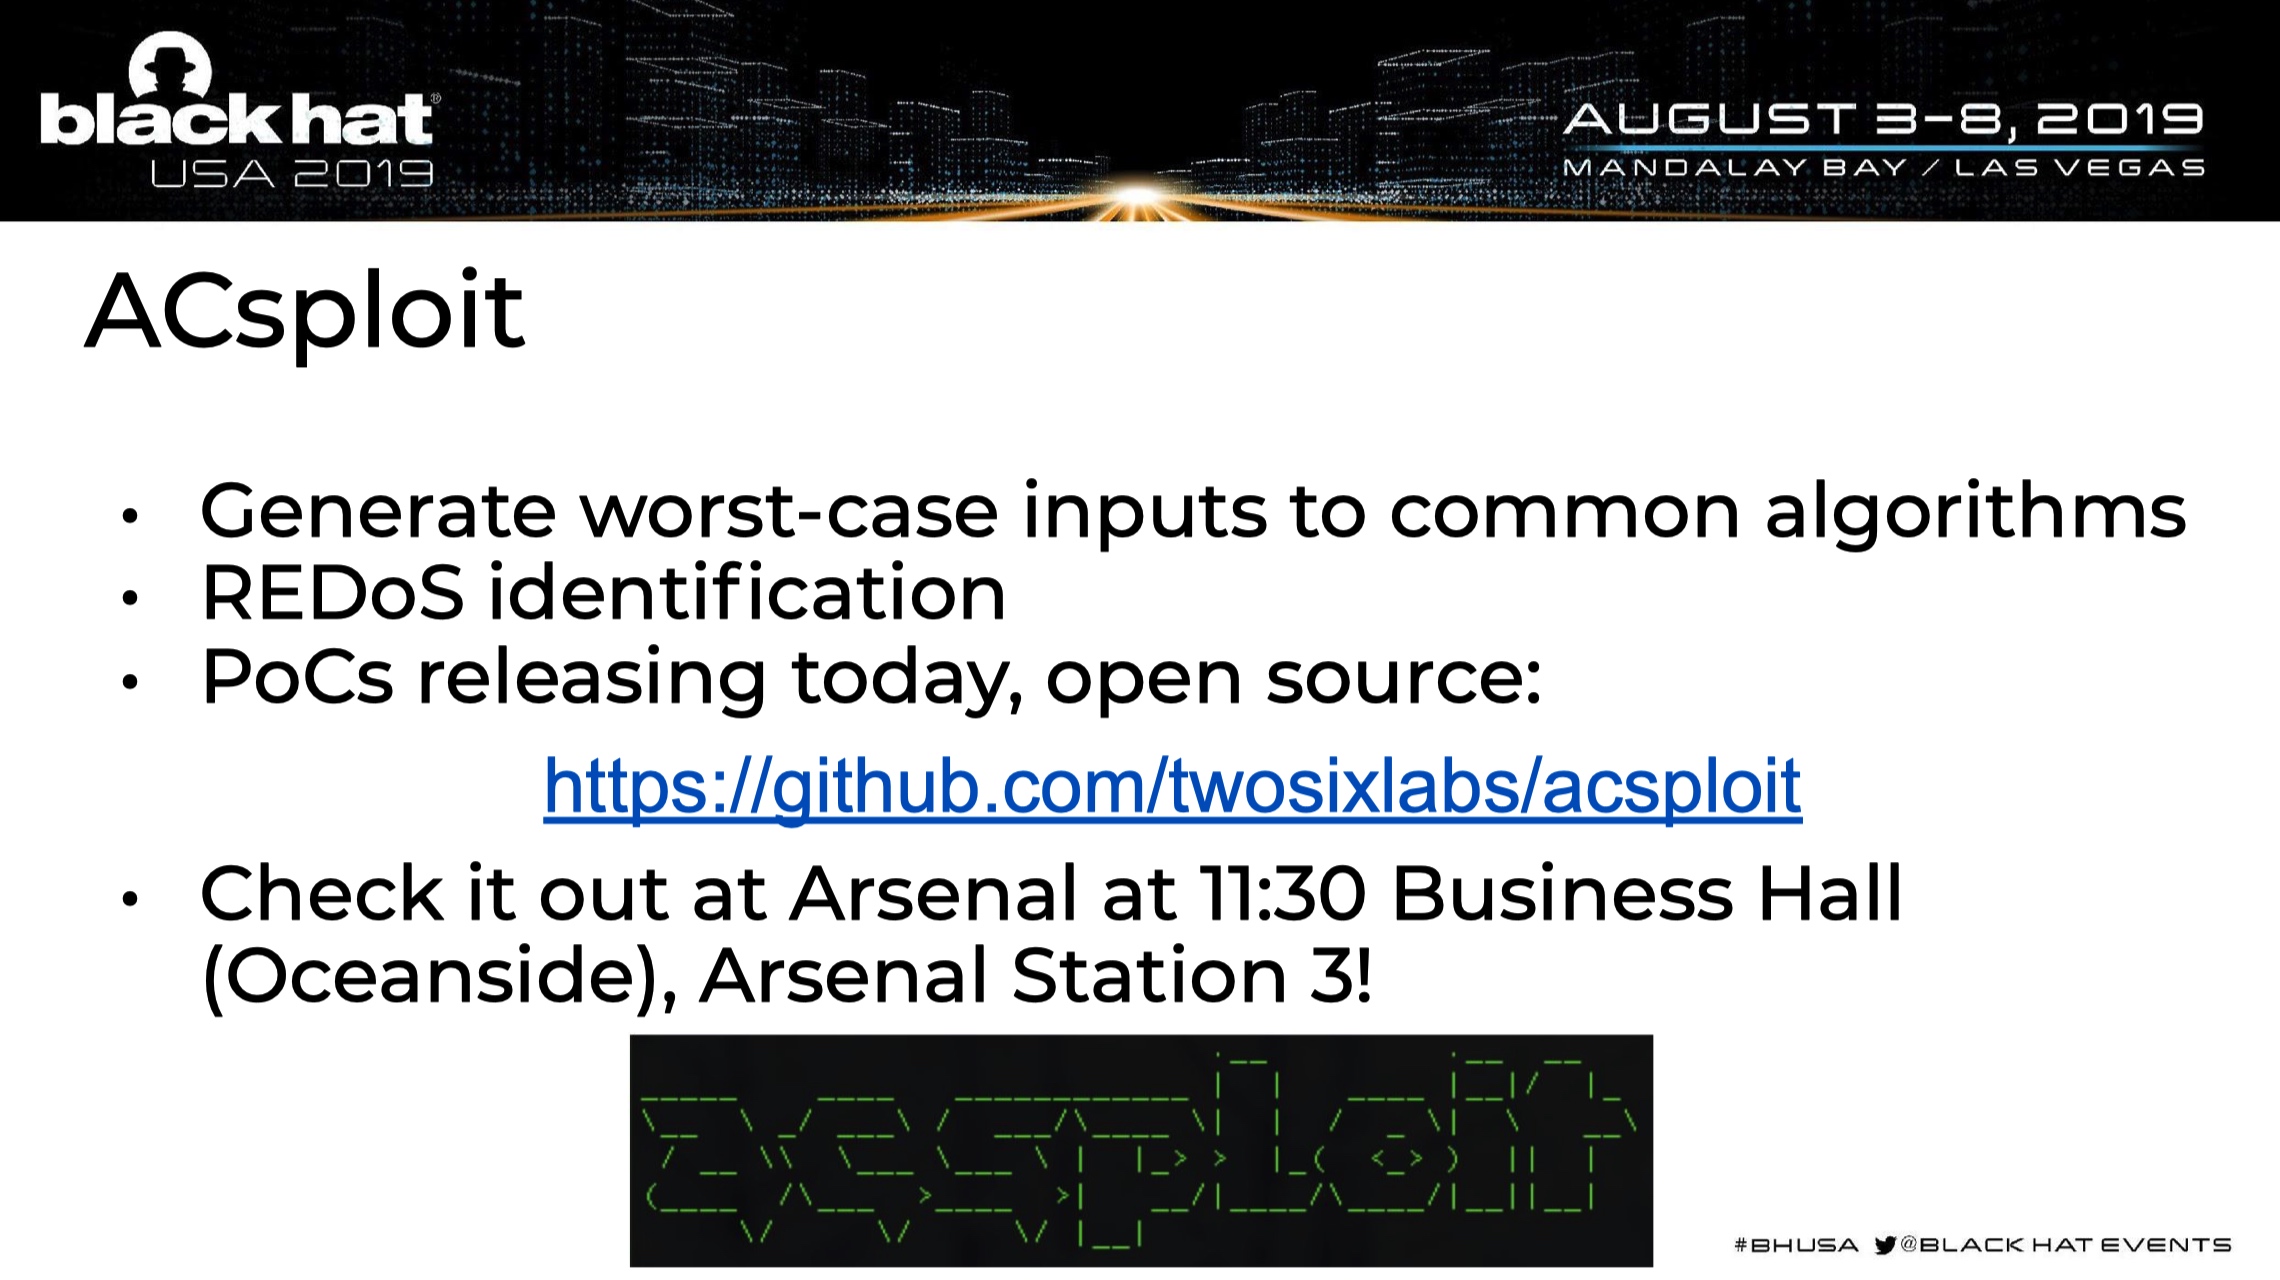 black hat®
USA 2019
AUGUST 3-8, 2019
MANDALAY BAY / LAS VEGAS
ACsploit
• Generate worst-case inputs to common algorithms
• REDoS identification
• PoCs releasing today, open source:
https://github.com/twosixlabs/acsploit
• Check it out at Arsenal at 11:30 Business Hall
(Oceanside), Arsenal Station 3!
acsploit
#BHUSA @BLACK HAT EVENTS